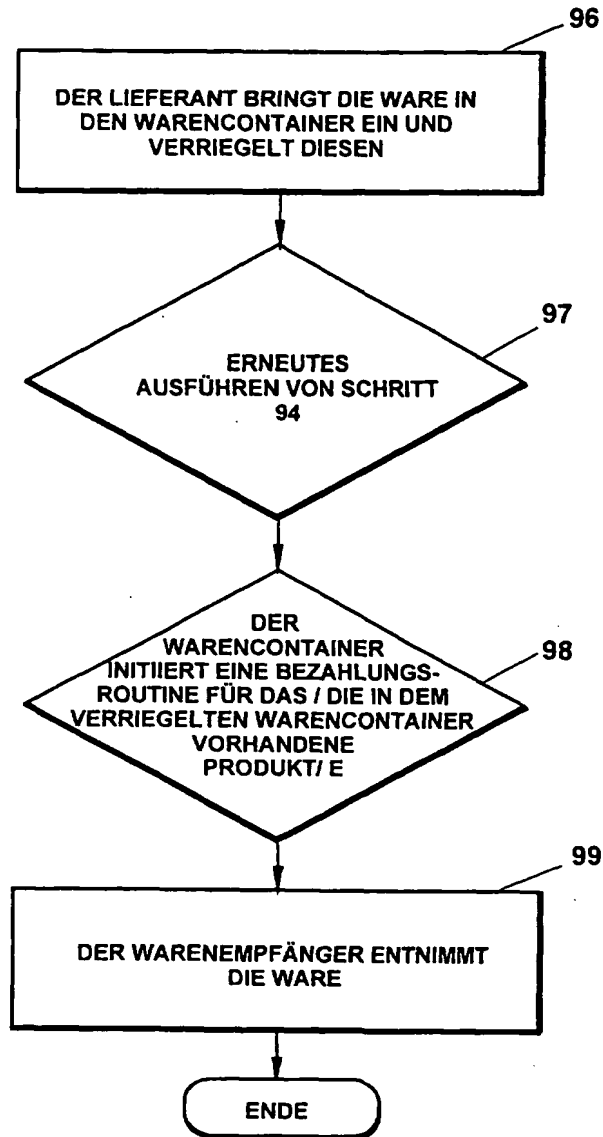 96
DER LIEFERANT BRINGT DIE WARE IN
DEN WARENCONTAINER EIN UND
VERRIEGELT DIESEN
97
ERNEUTES
AUSFÜHREN VON SCHRITT
94
98
DER
WARENCONTAINER
INITIIERT EINE BEZAHLUNGS-
ROUTINE FÜR DAS / DIE IN DEM
VERRIEGELTEN WARENCONTAINER
VORHANDENE
PRODUKT/ E
99
DER WARENEMPFÄNGER ENTNIMMT
DIE WARE
ENDE